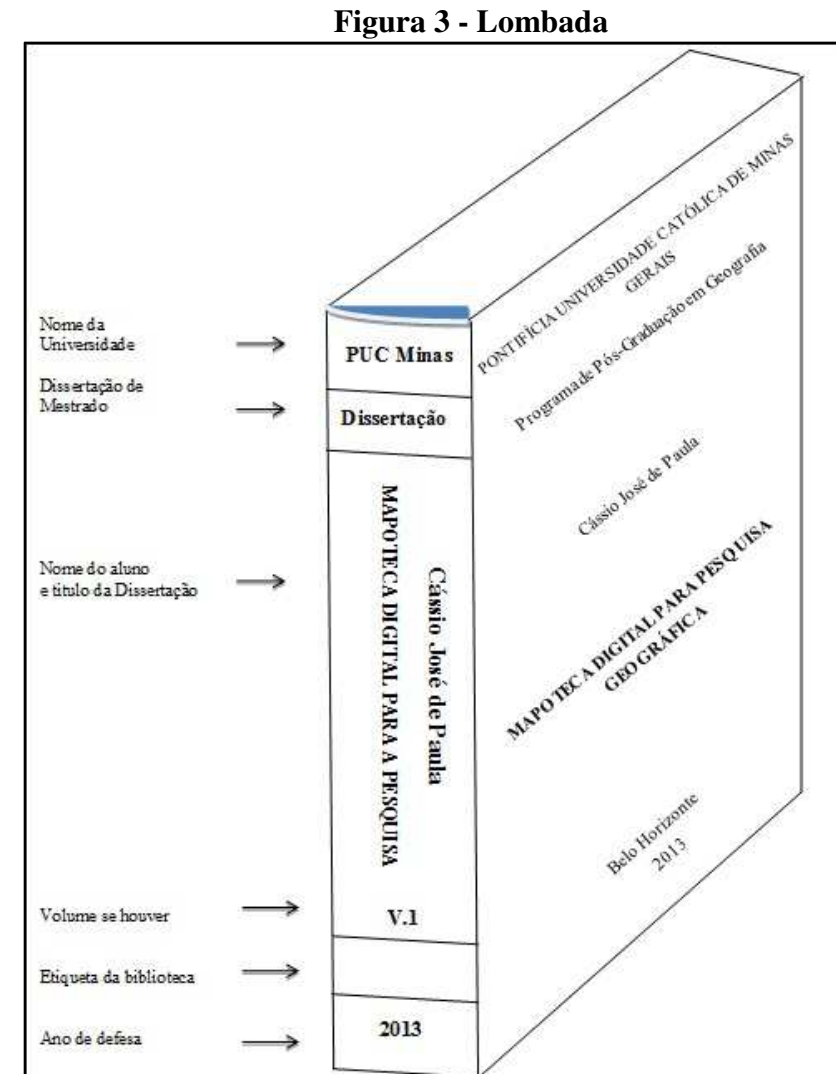 Figura 3 - Lombada
Nome da
Universidade
Dissertação de
Mestrado
Nome do aluno
e titulo da Dissertação
Volume se houver
Etiqueta da biblioteca
Ano de defesa
PUC Minas
Dissertação
Cássio José de Paula
MAPOTECA DIGITAL PARA A PESQUISA
V.1
2013
PONTIFÍCIA UNIVERSIDADE CATÓLICA DE MINAS
GERAIS
Programa de Pós-Graduação em Geografia
Cássio José de Paula
MAPOTECA DIGITAL PARA PESQUISA
GEOGRÁFICA
Belo Horizonte
2013